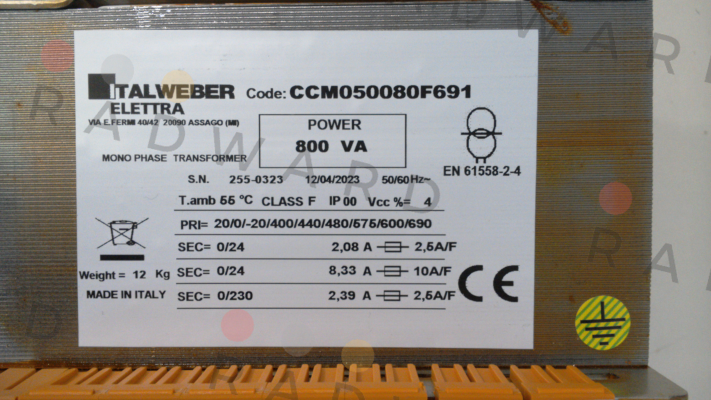 ITALWEBER
ELETTRA
Code: CCM050080F691
VIA E.FERMI 40/42 20090 ASSAGO (MI)
POWER
800 VA
MONO PHASE TRANSFORMER
EN 61558-2-4
S.N. 255-0323 12/04/2023 50/60Hz~
T.amb 55 °C CLASS F IP 00 Vcc %= 4
PRI= 20/0/-20/400/440/480/575/600/690
SEC= 0/24 2,08 A 2,5A/F
SEC= 0/24 8,33 A 10A/F
SEC= 0/230 2,39 A 2,5A/F
Weight = 12 Kg
MADE IN ITALY
CE
RADWARD